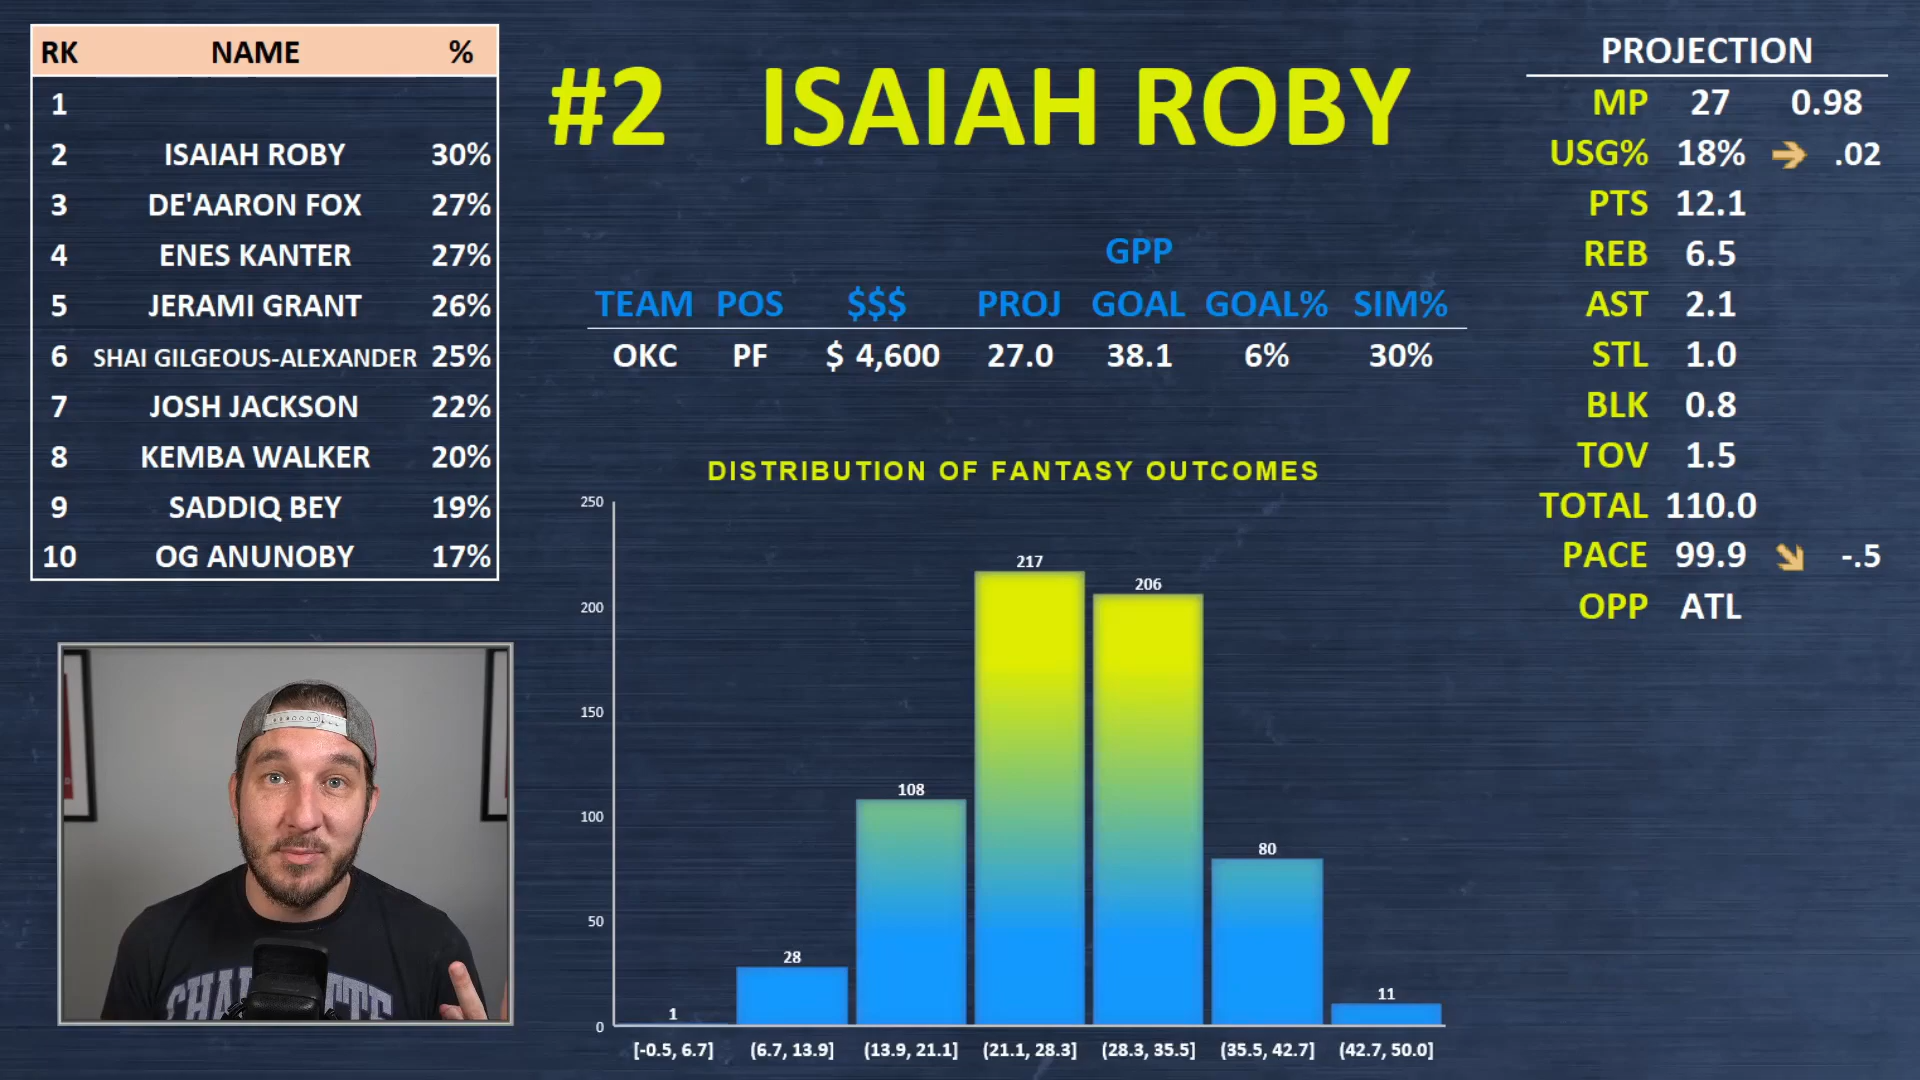 RK NAME %
1
2 ISAIAH ROBY 30%
3 DE'AARON FOX 27%
4 ENES KANTER 27%
5 JERAMI GRANT 26%
6 SHAI GILGEOUS-ALEXANDER 25%
7 JOSH JACKSON 22%
8 KEMBA WALKER 20%
9 SADDIQ BEY 19%
10 OG ANUNOBY 17%
#2 ISAIAH ROBY
GPP
TEAM POS $$$ PROJ GOAL GOAL% SIM%
OKC PF $ 4,600 27.0 38.1 6% 30%
DISTRIBUTION OF FANTASY OUTCOMES
250
200
150
100
50
0
1 28 108 217 206 80 11
[-0.5, 6.7] (6.7, 13.9] (13.9, 21.1] (21.1, 28.3] (28.3, 35.5] (35.5, 42.7] (42.7, 50.0]
PROJECTION
MP 27 0.98
USG% 18% .02
PTS 12.1
REB 6.5
AST 2.1
STL 1.0
BLK 0.8
TOV 1.5
TOTAL 110.0
PACE 99.9 -.5
OPP ATL